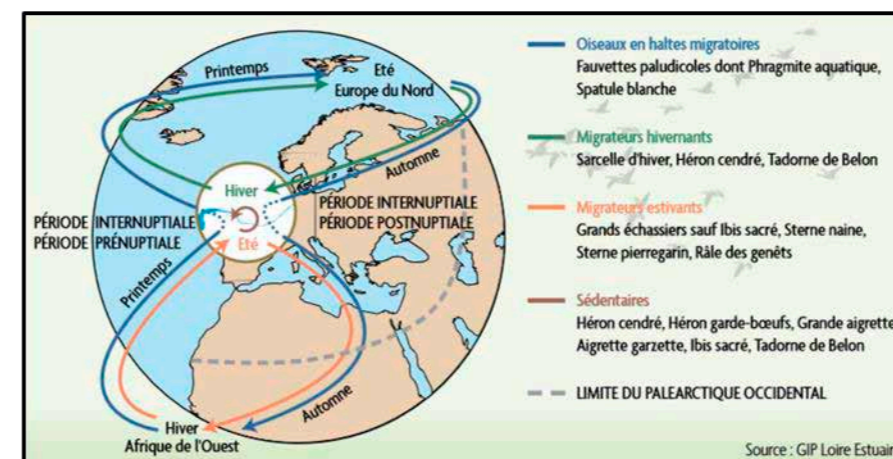 Printemps
Eté
Europe du Nord
Automne
Hiver
PÉRIODE INTERNUPTIALE
PÉRIODE PRÉNUPTIALE
PÉRIODE INTERNUPTIALE
PÉRIODE POSTNUPTIALE
Eté
Printemps
Automne
Hiver
Afrique de l'Ouest
Oiseaux en haltes migratoires
Fauvettes paludicoles dont Phragmite aquatique,
Spatule blanche
Migrateurs hivernants
Sarcelle d'hiver, Héron cendré, Tadorne de Belon
Migrateurs estivants
Grands échassiers sauf Ibis sacré, Sterne naine,
Sterne pierregarin, Râle des genêts
Sédentaires
Héron cendré, Héron garde-bœufs, Grande aigrette
Aigrette garzette, Ibis sacré, Tadorne de Belon
LIMITE DU PALEARCTIQUE OCCIDENTAL
Source : GIP Loire Estuair